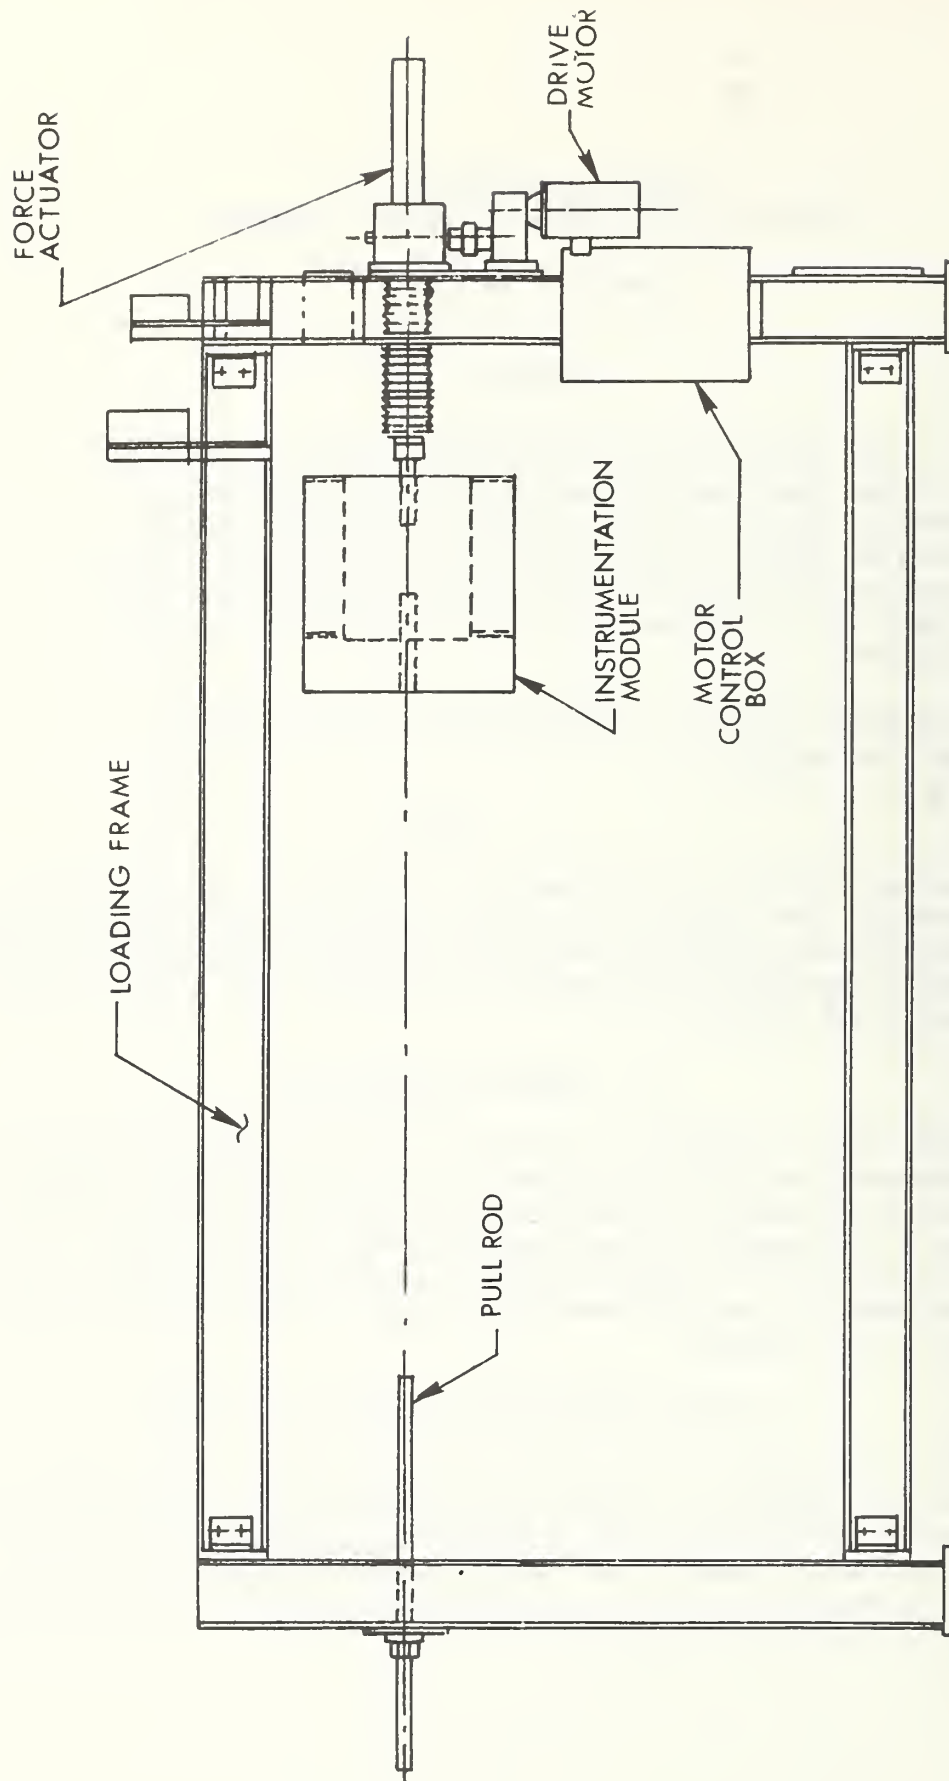 FORCE
ACTUATOR
DRIVE
MOTOR
LOADING FRAME
INSTRUMENTATION
MODULE
MOTOR
CONTROL
BOX
PULL ROD